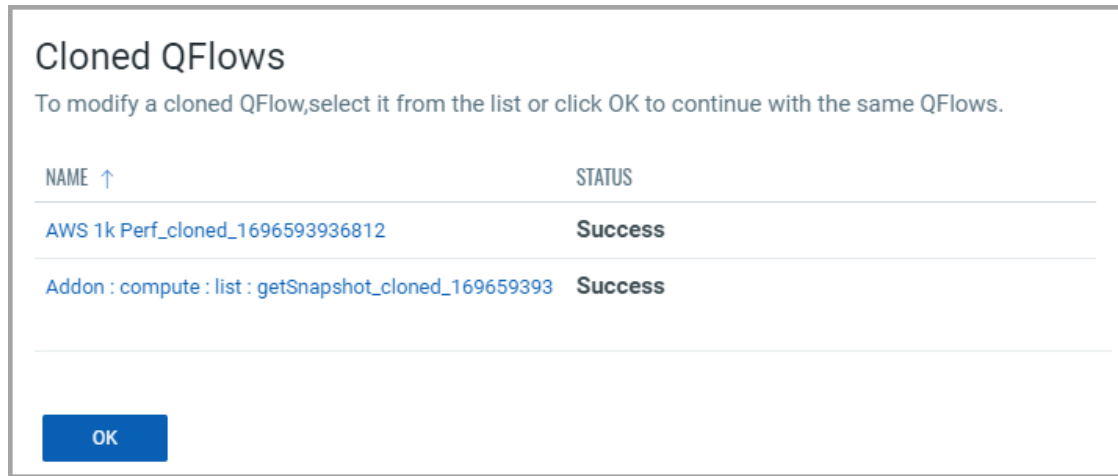 Cloned QFlows
To modify a cloned QFlow,select it from the list or click OK to continue with the same QFlows.
NAME ↑ STATUS
AWS 1k Perf_cloned_1696593936812 Success
Addon : compute : list : getSnapshot_cloned_169659393 Success
OK